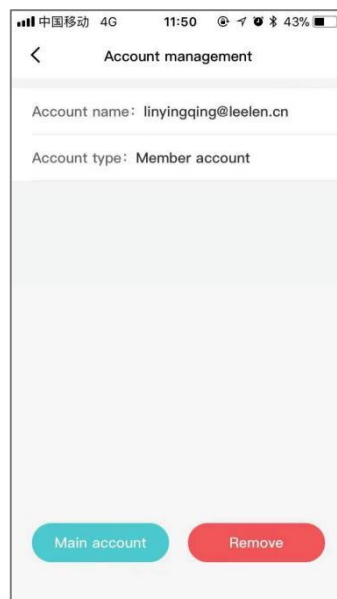 中国移动 4G 11:50 43%
Account management
Account name: linyingqing@leelen.cn
Account type: Member account
Main account Remove